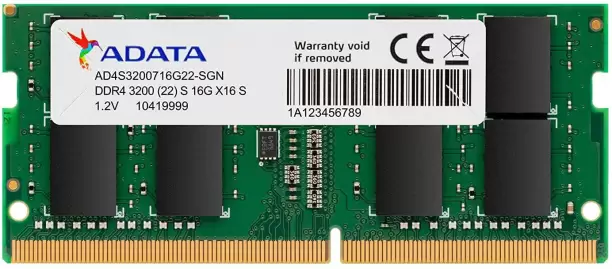 ADATA
AD4S3200716G22-SGN
DDR4 3200 (22) S 16G X16 S
1.2V 10419999
Warranty void
if removed
CE
1A123456789